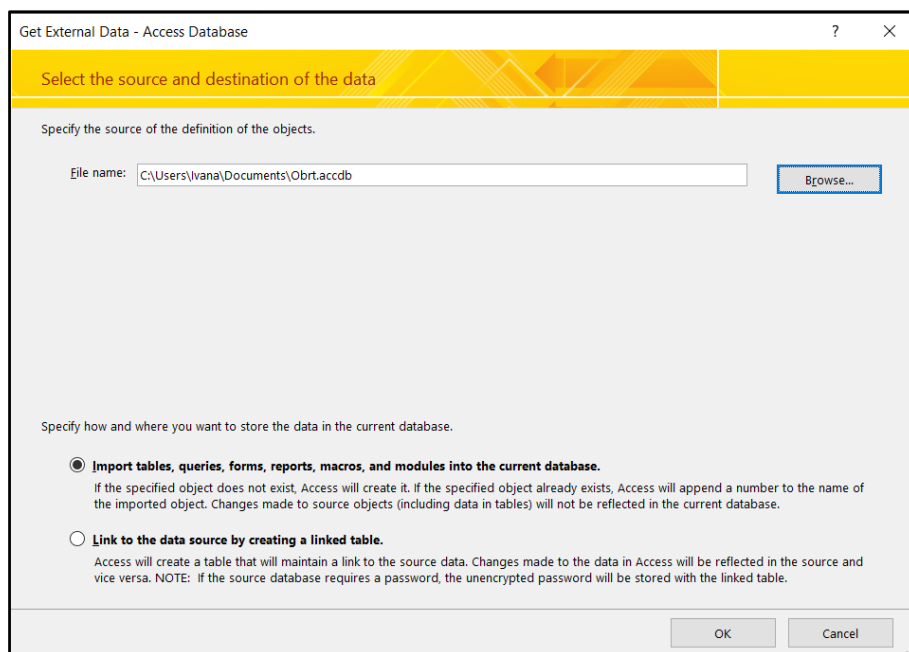 Get External Data - Access Database
?
Select the source and destination of the data
Specify the source of the definition of the objects.
File name: C:\Users\Ivana\Documents\Obrt.accdb Browse...
Specify how and where you want to store the data in the current database.
Import tables, queries, forms, reports, macros, and modules into the current database.
If the specified object does not exist, Access will create it. If the specified object already exists, Access will append a number to the name of
the imported object. Changes made to source objects (including data in tables) will not be reflected in the current database.
Link to the data source by creating a linked table.
Access will create a table that will maintain a link to the source data. Changes made to the data in Access will be reflected in the source and
vice versa. NOTE:  If the source database requires a password, the unencrypted password will be stored with the linked table.
OK Cancel